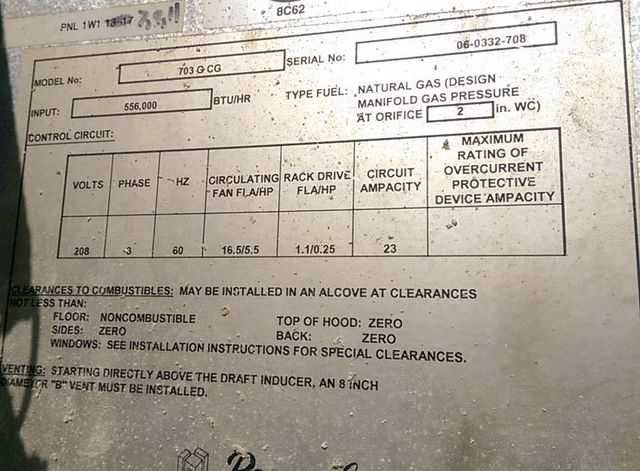 8C62
PNL 1W1 13-17
MODEL No: 703 G CG SERIAL No: 06-0332-708
INPUT: 556,000 BTU/HR TYPE FUEL: NATURAL GAS (DESIGN
MANIFOLD GAS PRESSURE
AT ORIFICE 2 in. WC)
CONTROL CIRCUIT:
VOLTS PHASE HZ CIRCULATING FAN FLA/HP RACK DRIVE FLA/HP CIRCUIT AMPACITY MAXIMUM RATING OF OVERCURRENT PROTECTIVE DEVICE AMPACITY
208 3 60 16.5/5.5 1.1/0.25 23
CLEARANCES TO COMBUSTIBLES: MAY BE INSTALLED IN AN ALCOVE AT CLEARANCES
NOT LESS THAN:
FLOOR: NONCOMBUSTIBLE TOP OF HOOD: ZERO
SIDES: ZERO BACK: ZERO
WINDOWS: SEE INSTALLATION INSTRUCTIONS FOR SPECIAL CLEARANCES.
VENTING: STARTING DIRECTLY ABOVE THE DRAFT INDUCER, AN 8 INCH
DIAMETER "B" VENT MUST BE INSTALLED.